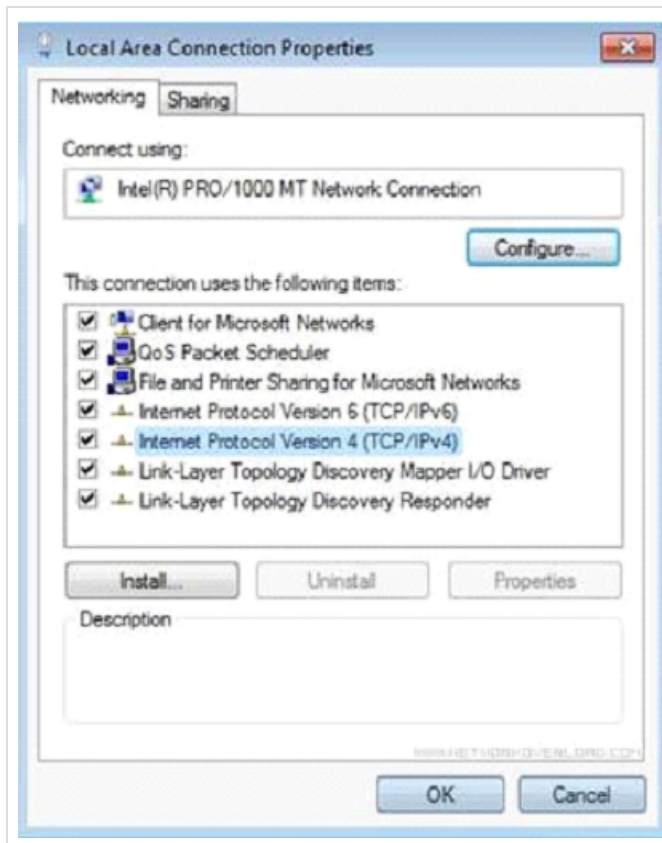 Local Area Connection Properties
Networking
Sharing
Connect using:
Intel(R) PRO/1000 MT Network Connection
Configure...
This connection uses the following items:
Client for Microsoft Networks
QoS Packet Scheduler
File and Printer Sharing for Microsoft Networks
Internet Protocol Version 6 (TCP/IPv6)
Internet Protocol Version 4 (TCP/IPv4)
Link-Layer Topology Discovery Mapper I/O Driver
Link-Layer Topology Discovery Responder
Install...
Uninstall
Properties
Description
OK
Cancel